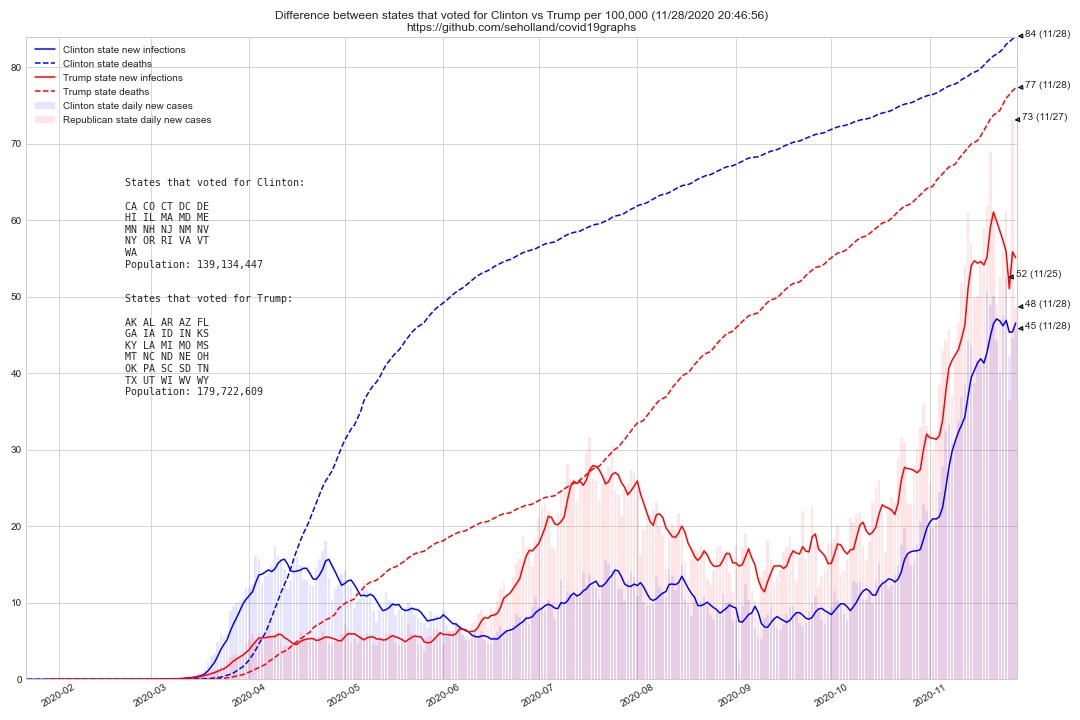 Difference between states that voted for Clinton vs Trump per 100,000 (11/28/2020 20:46:56)
https://github.com/seholland/covid19graphs
Clinton state new infections
Clinton state deaths
Trump state new infections
Trump state deaths
Clinton state daily new cases
Republican state daily new cases
States that voted for Clinton:
CA CO CT DC DE
HI IL MA MD ME
MN NH NJ NM NV
NY OR RI VA VT
WA
Population: 139,134,447
States that voted for Trump:
AK AL AR AZ FL
GA IA ID IN KS
KY LA MI MO MS
MT NC ND NE OH
OK PA SC SD TN
TX UT WI WV WY
Population: 179,722,609
84 (11/28)
77 (11/28)
73 (11/27)
52 (11/25)
48 (11/28)
45 (11/28)
80
70
60
50
40
30
20
10
0
2020-02
2020-03
2020-04
2020-05
2020-06
2020-07
2020-08
2020-09
2020-10
2020-11